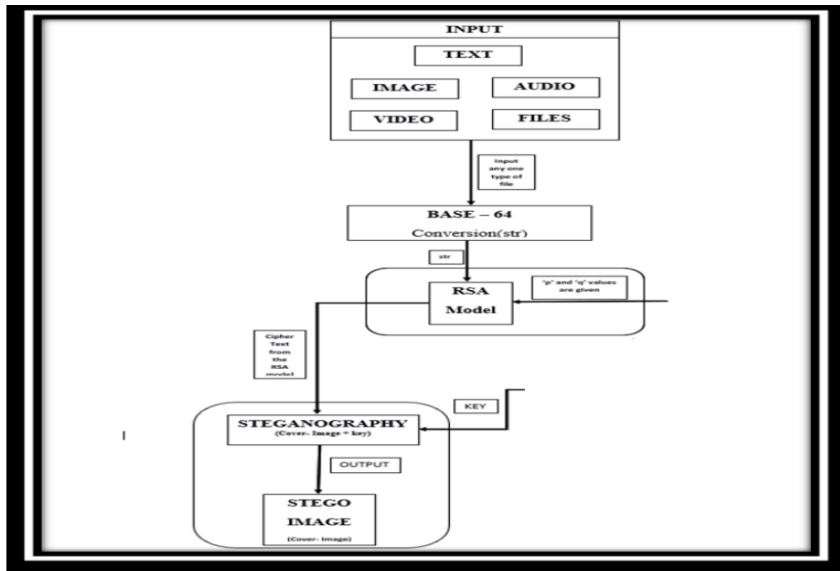 INPUT
TEXT
IMAGE
AUDIO
VIDEO
FILES
Input
any one
type of
file
BASE – 64
Conversion(str)
str
RSA
Model
'p' and 'q' values
are given
Cipher
Text
from
the
RSA
model
KEY
STEGANOGRAPHY
(Cover- Image + key)
OUTPUT
STEGO
IMAGE
(Cover- Image)